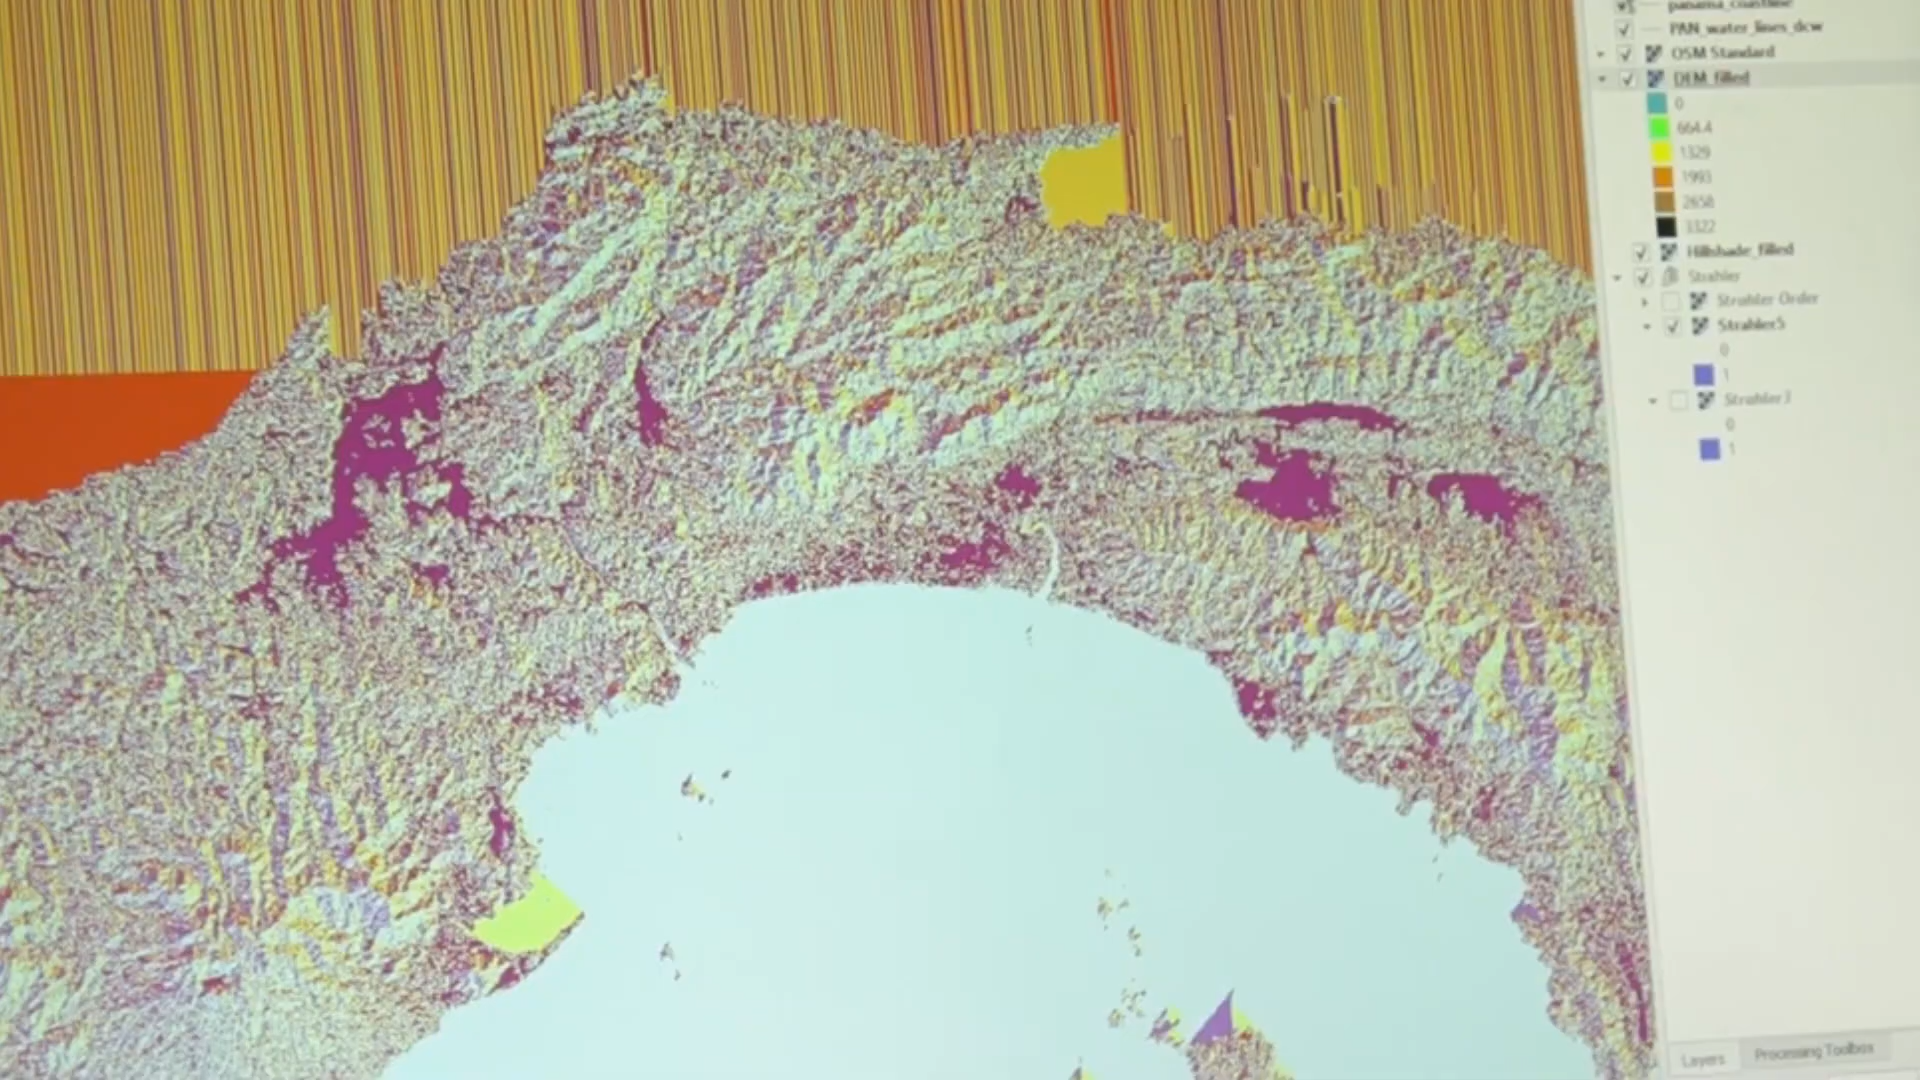 panama_coastline
PAN_water_lines_dcw
OSM Standard
DEM_filled
0
664.4
1329
1993
2658
3322
Hillshade_filled
Strahler
Strahler Order
Strahler5
0
1
0
1
Layers
Processing Toolbox